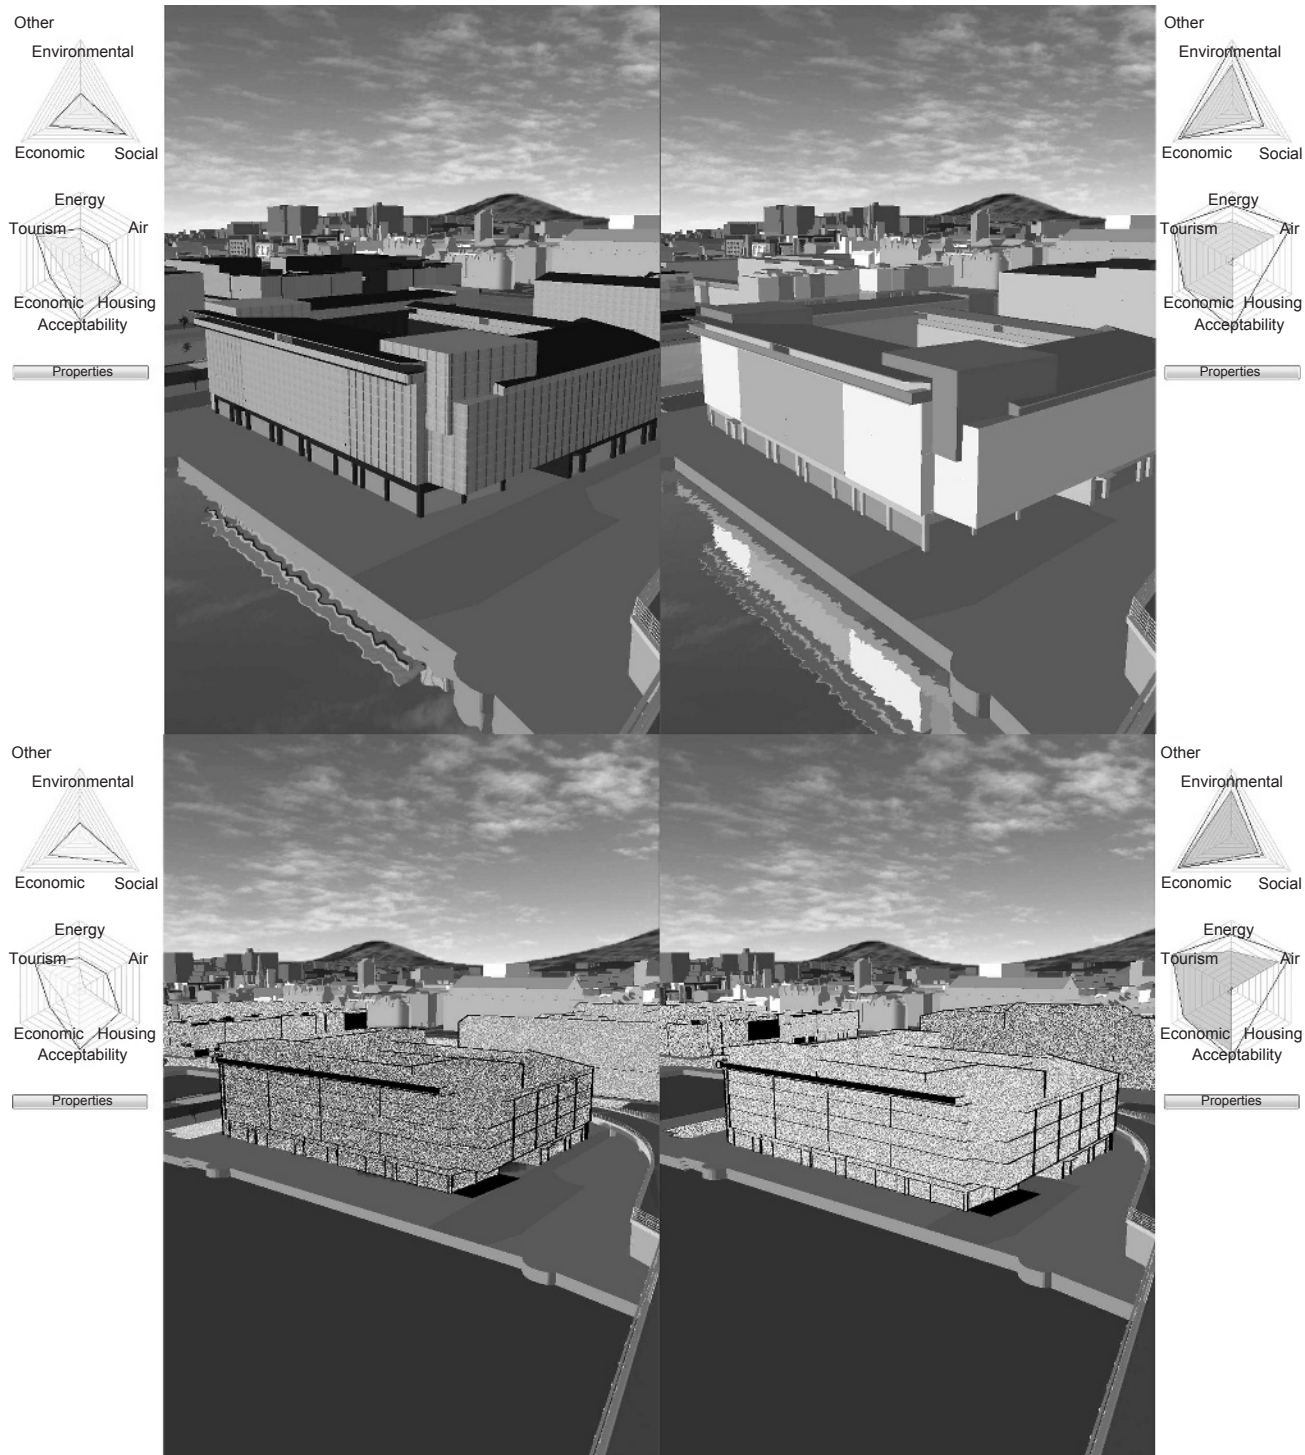 Other
Environmental
Economic Social
Energy
Tourism Air
Economic Housing
Acceptability
Properties
Other
Environmental
Economic Social
Energy
Tourism Air
Economic Housing
Acceptability
Properties
Other
Environmental
Economic Social
Energy
Tourism Air
Economic Housing
Acceptability
Properties
Other
Environmental
Economic Social
Energy
Tourism Air
Economic Housing
Acceptability
Properties